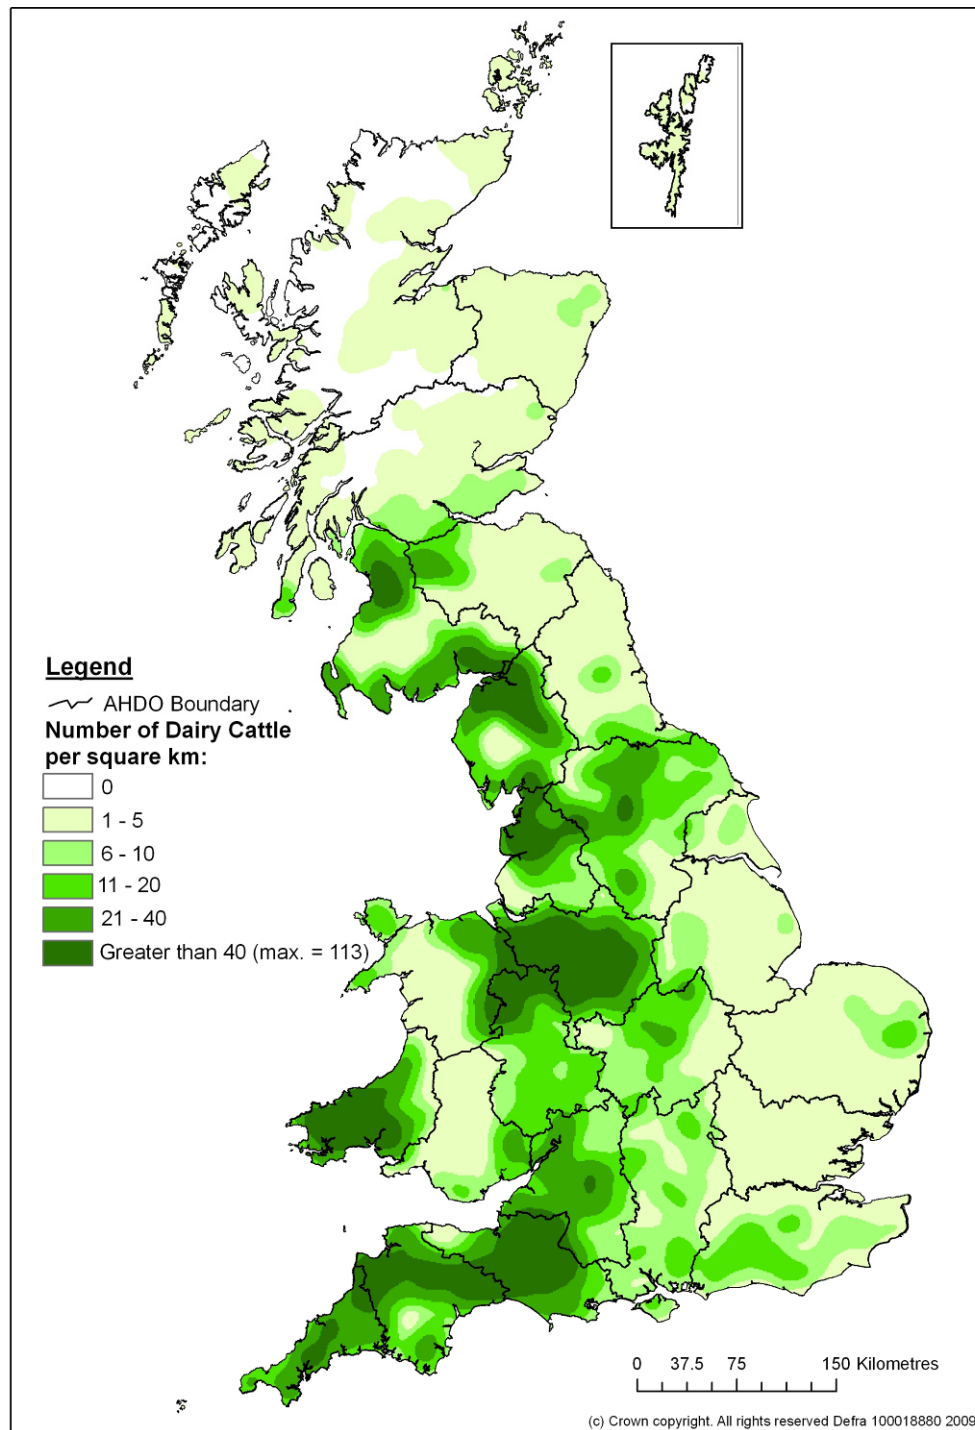 Legend
AHDO Boundary
Number of Dairy Cattle
per square km:
0
1 - 5
6 - 10
11 - 20
21 - 40
Greater than 40 (max. = 113)
0 37.5 75 150 Kilometres
(c) Crown copyright. All rights reserved Defra 100018880 2009